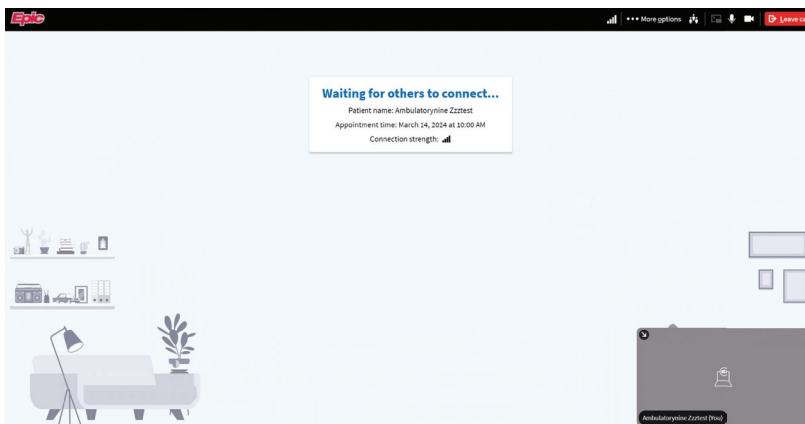 Epic
More options
Leave ca
Waiting for others to connect...
Patient name: Ambulatorynine Zzztest
Appointment time: March 14, 2024 at 10:00 AM
Connection strength:
Ambulatorynine Zzztest (You)